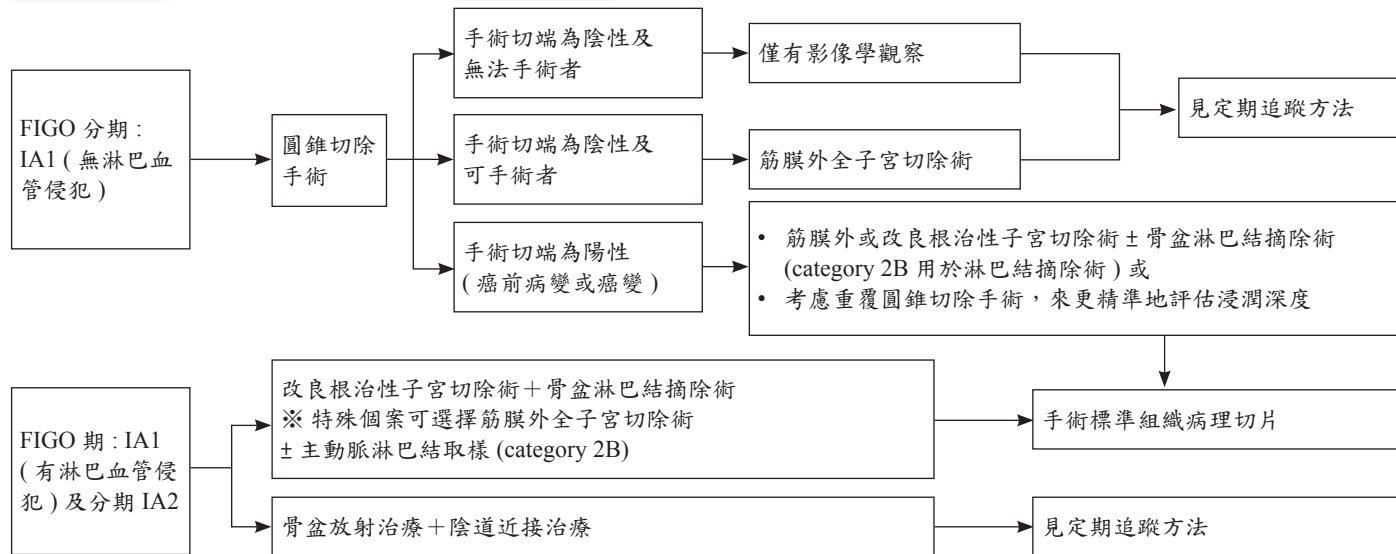 FIGO 分期 :
IA1 ( 無淋巴血
管侵犯 )
圓錐切除
手術
手術切端為陰性及
無法手術者
僅有影像學觀察
手術切端為陰性及
可手術者
筋膜外全子宮切除術
見定期追蹤方法
手術切端為陽性
( 癌前病變或癌變 )
• 筋膜外或改良根治性子宮切除術 ± 骨盆淋巴結摘除術
(category 2B 用於淋巴結摘除術 ) 或
• 考慮重覆圓錐切除手術，來更精準地評估浸潤深度
FIGO 期 : IA1
( 有淋巴血管侵
犯 ) 及分期 IA2
改良根治性子宮切除術＋骨盆淋巴結摘除術
※ 特殊個案可選擇筋膜外全子宮切除術
± 主動脈淋巴結取樣 (category 2B)
手術標準組織病理切片
骨盆放射治療＋陰道近接治療
見定期追蹤方法